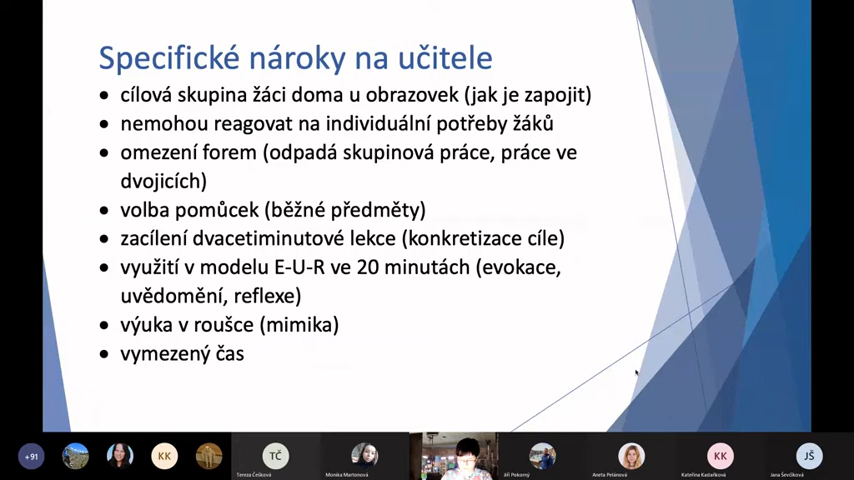 Specifické nároky na učitele
• cílová skupina žáci doma u obrazovek (jak je zapojit)
• nemohou reagovat na individuální potřeby žáků
• omezení forem (odpadá skupinová práce, práce ve
dvojicích)
• volba pomůcek (běžné předměty)
• zacílení dvacetiminutové lekce (konkretizace cíle)
• využití v modelu E-U-R ve 20 minutách (evokace,
uvědomění, reflexe)
• výuka v roušce (mimika)
• vymezený čas
+91
KK
TČ
KK
JŠ
Tereza Čelková
Monika Martonová
Jiří Pokorný
Aneta Petánová
Kateřina Kadaříková
Jana Ševčíková